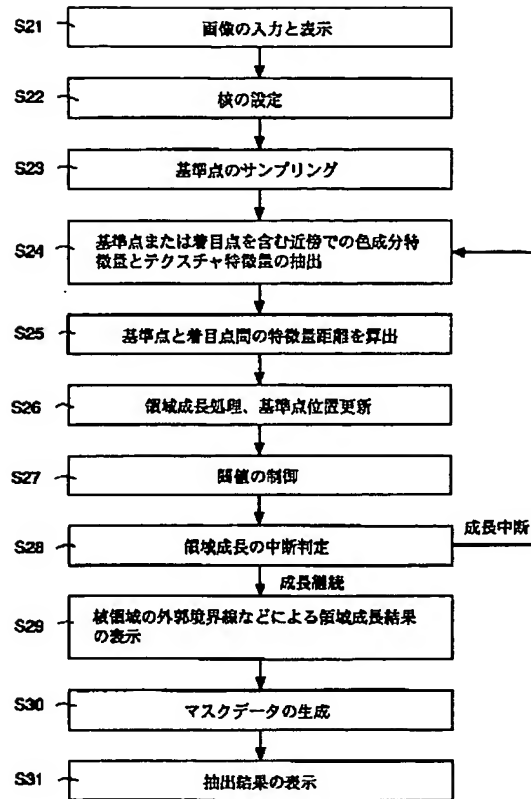 S21 画像の入力と表示
S22 核の設定
S23 基準点のサンプリング
S24 基準点または着目点を含む近傍での色成分特
徴量とテクスチャ特徴量の抽出
S25 基準点と着目点間の特徴量距離を算出
S26 領域成長処理、基準点位置更新
S27 閾値の制御
S28 領域成長の中断判定
成長中断
成長継続
S29 核領域の外郭境界線などによる領域成長結果
の表示
S30 マスクデータの生成
S31 抽出結果の表示